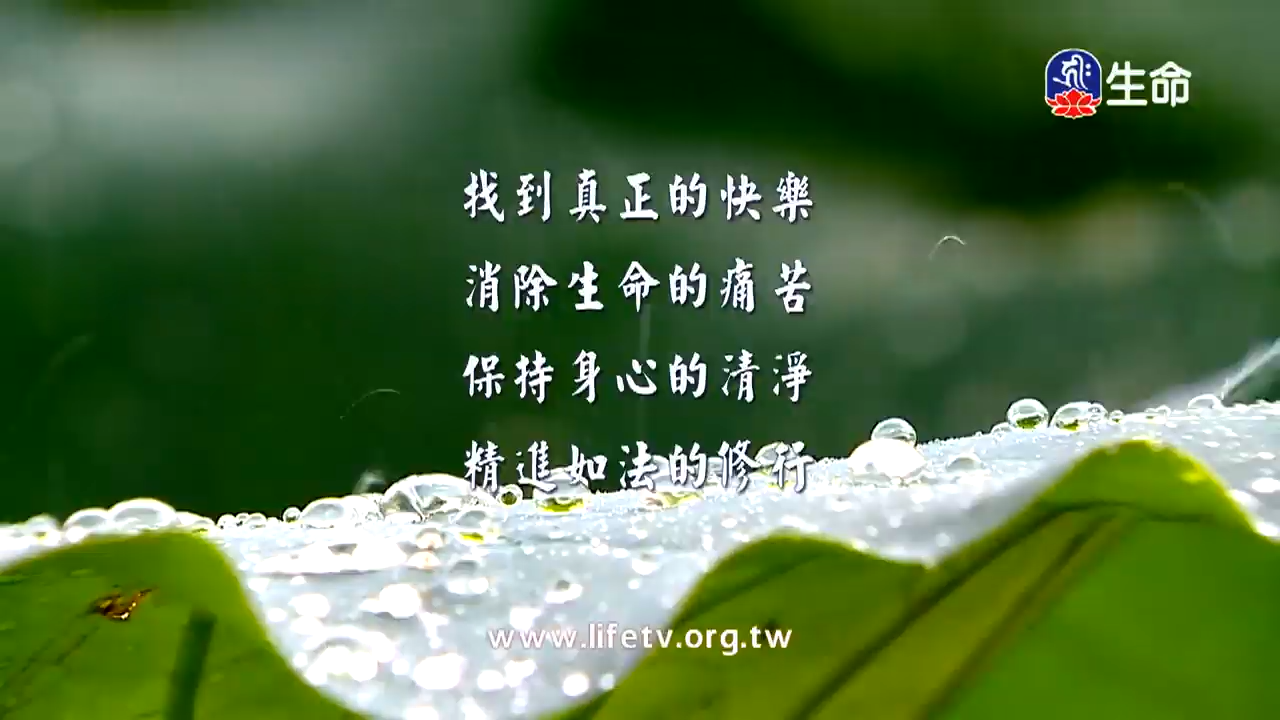 生命
找到真正的快樂
消除生命的痛苦
保持身心的清淨
精進如法的修行
www.lifetv.org.tw